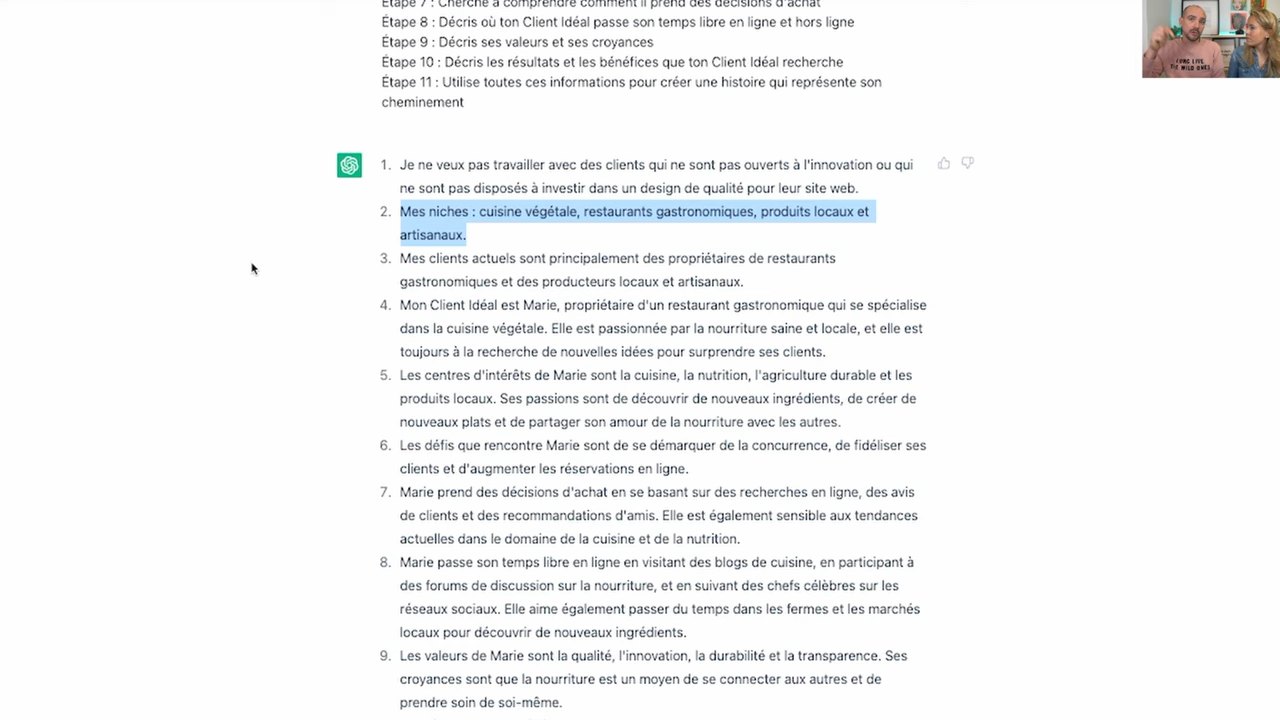 Étape 7 : Cherche à comprendre comment il prend des décisions d'achat
Étape 8 : Décris où ton Client Idéal passe son temps libre en ligne et hors ligne
Étape 9 : Décris ses valeurs et ses croyances
Étape 10 : Décris les résultats et les bénéfices que ton Client Idéal recherche
Étape 11 : Utilise toutes ces informations pour créer une histoire qui représente son
cheminement
1. Je ne veux pas travailler avec des clients qui ne sont pas ouverts à l'innovation ou qui
ne sont pas disposés à investir dans un design de qualité pour leur site web.
2. Mes niches : cuisine végétale, restaurants gastronomiques, produits locaux et
artisanaux.
3. Mes clients actuels sont principalement des propriétaires de restaurants
gastronomiques et des producteurs locaux et artisanaux.
4. Mon Client Idéal est Marie, propriétaire d'un restaurant gastronomique qui se spécialise
dans la cuisine végétale. Elle est passionnée par la nourriture saine et locale, et elle est
toujours à la recherche de nouvelles idées pour surprendre ses clients.
5. Les centres d'intérêts de Marie sont la cuisine, la nutrition, l'agriculture durable et les
produits locaux. Ses passions sont de découvrir de nouveaux ingrédients, de créer de
nouveaux plats et de partager son amour de la nourriture avec les autres.
6. Les défis que rencontre Marie sont de se démarquer de la concurrence, de fidéliser ses
clients et d'augmenter les réservations en ligne.
7. Marie prend des décisions d'achat en se basant sur des recherches en ligne, des avis
de clients et des recommandations d'amis. Elle est également sensible aux tendances
actuelles dans le domaine de la cuisine et de la nutrition.
8. Marie passe son temps libre en ligne en visitant des blogs de cuisine, en participant à
des forums de discussion sur la nourriture, et en suivant des chefs célèbres sur les
réseaux sociaux. Elle aime également passer du temps dans les fermes et les marchés
locaux pour découvrir de nouveaux ingrédients.
9. Les valeurs de Marie sont la qualité, l'innovation, la durabilité et la transparence. Ses
croyances sont que la nourriture est un moyen de se connecter aux autres et de
prendre soin de soi-même.